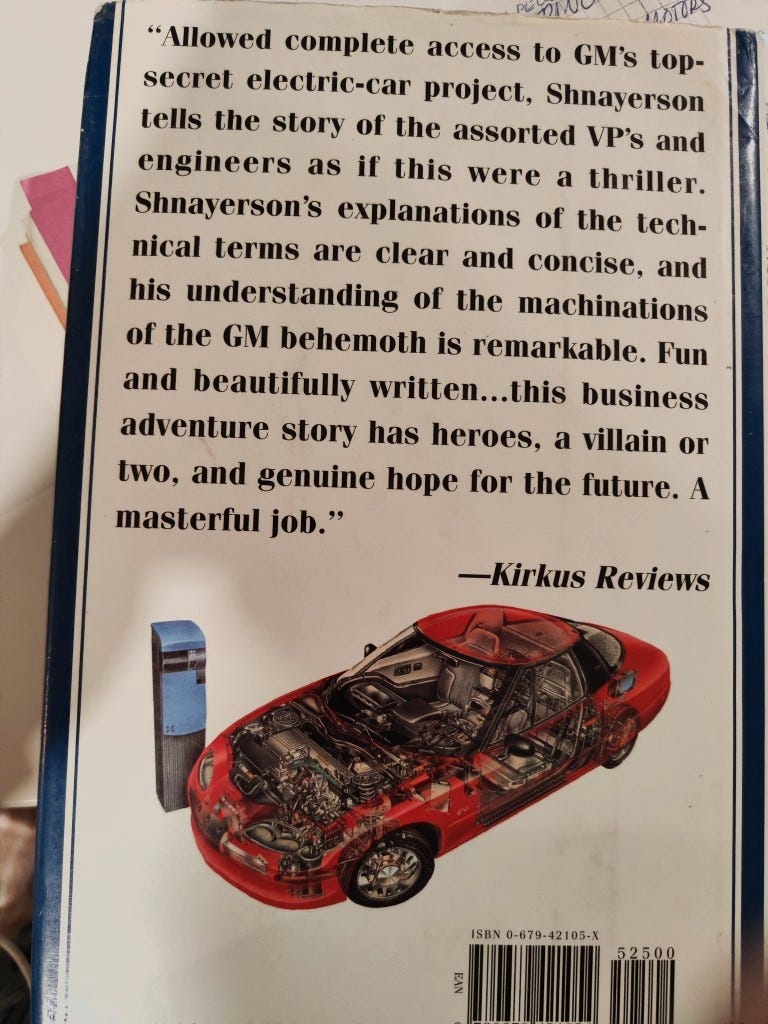 MOTORS
“Allowed complete access to GM’s top-
secret electric-car project, Shnayerson
tells the story of the assorted VP’s and
engineers as if this were a thriller.
Shnayerson’s explanations of the tech-
nical terms are clear and concise, and
his understanding of the machinations
of the GM behemoth is remarkable. Fun
and beautifully written...this business
adventure story has heroes, a villain or
two, and genuine hope for the future. A
masterful job.”
—Kirkus Reviews
ISBN 0-679-42105-X
52500
EAN